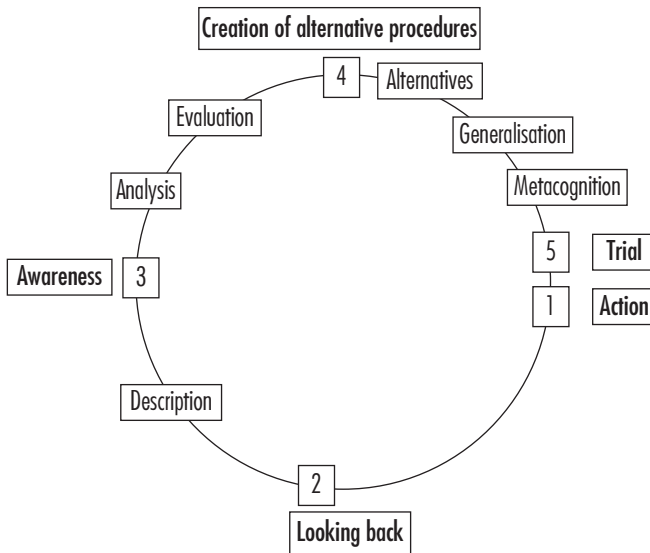 Creation of alternative procedures
4
Alternatives
Evaluation
Generalisation
Analysis
Metacognition
5
Trial
Awareness
3
1
Action
Description
2
Looking back